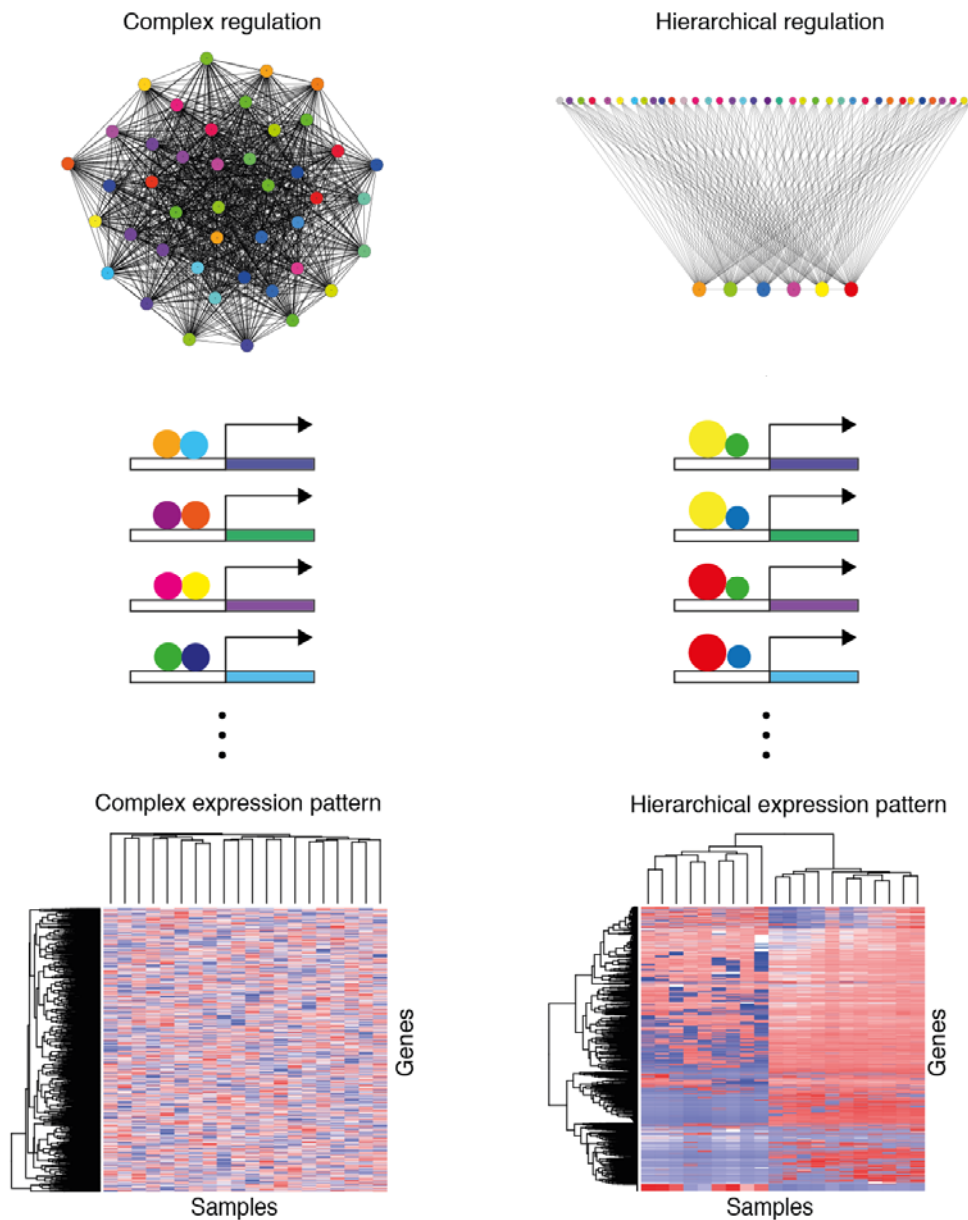 Complex regulation
Hierarchical regulation
Complex expression pattern
Hierarchical expression pattern
Genes
Genes
Samples
Samples